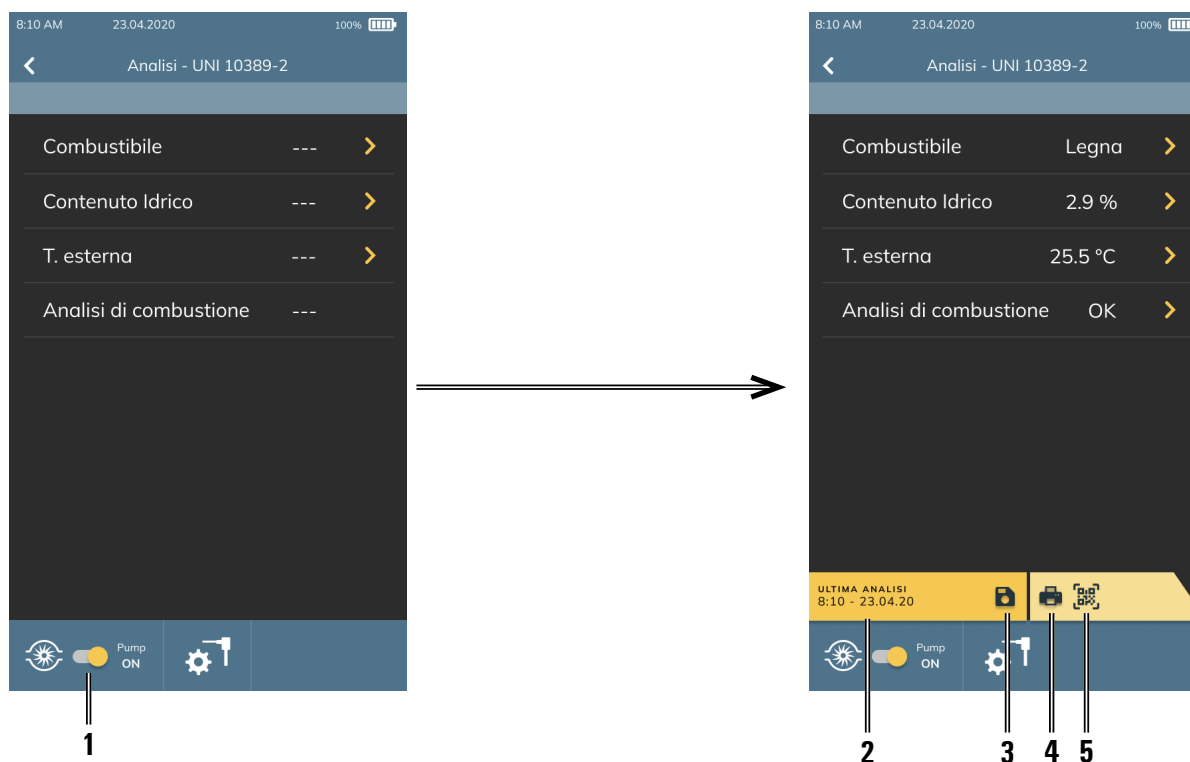 8:10 AM 23.04.2020 100%
Analisi - UNI 10389-2
Combustibile ---
Contenuto Idrico ---
T. esterna ---
Analisi di combustione ---
Pump
ON
1
8:10 AM 23.04.2020 100%
Analisi - UNI 10389-2
Combustibile Legna
Contenuto Idrico 2.9 %
T. esterna 25.5 °C
Analisi di combustione OK
ULTIMA ANALISI
8:10 - 23.04.20
Pump
ON
2 3 4 5